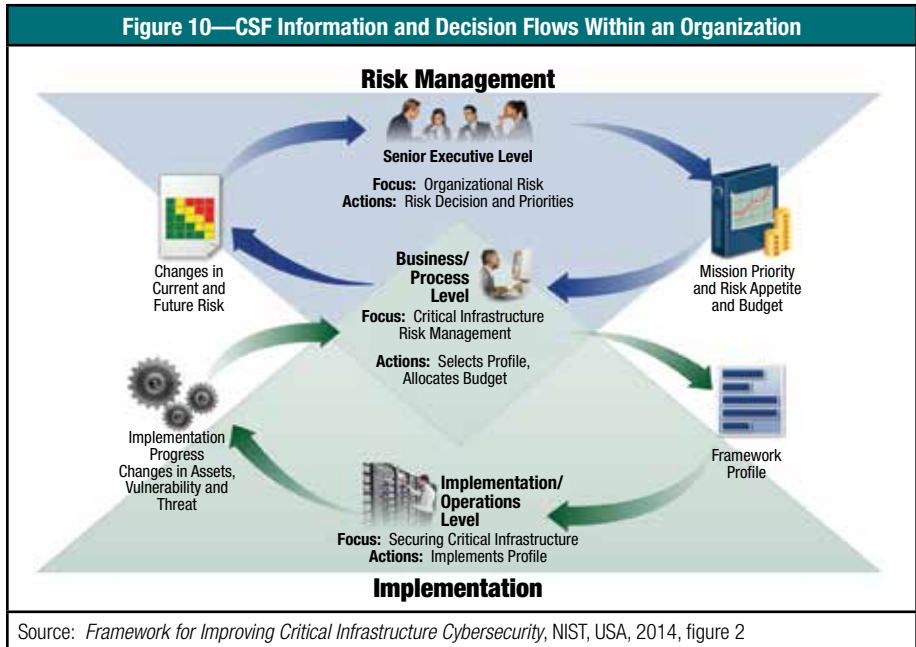 Figure 10—CSF Information and Decision Flows Within an Organization
Risk Management
Senior Executive Level
Focus: Organizational Risk
Actions: Risk Decision and Priorities
Changes in
Current and
Future Risk
Mission Priority
and Risk Appetite
and Budget
Business/
Process
Level
Focus: Critical Infrastructure
Risk Management
Actions: Selects Profile,
Allocates Budget
Implementation
Progress
Changes in Assets,
Vulnerability and
Threat
Framework
Profile
Implementation/
Operations
Level
Focus: Securing Critical Infrastructure
Actions: Implements Profile
Implementation
Source: Framework for Improving Critical Infrastructure Cybersecurity, NIST, USA, 2014, figure 2